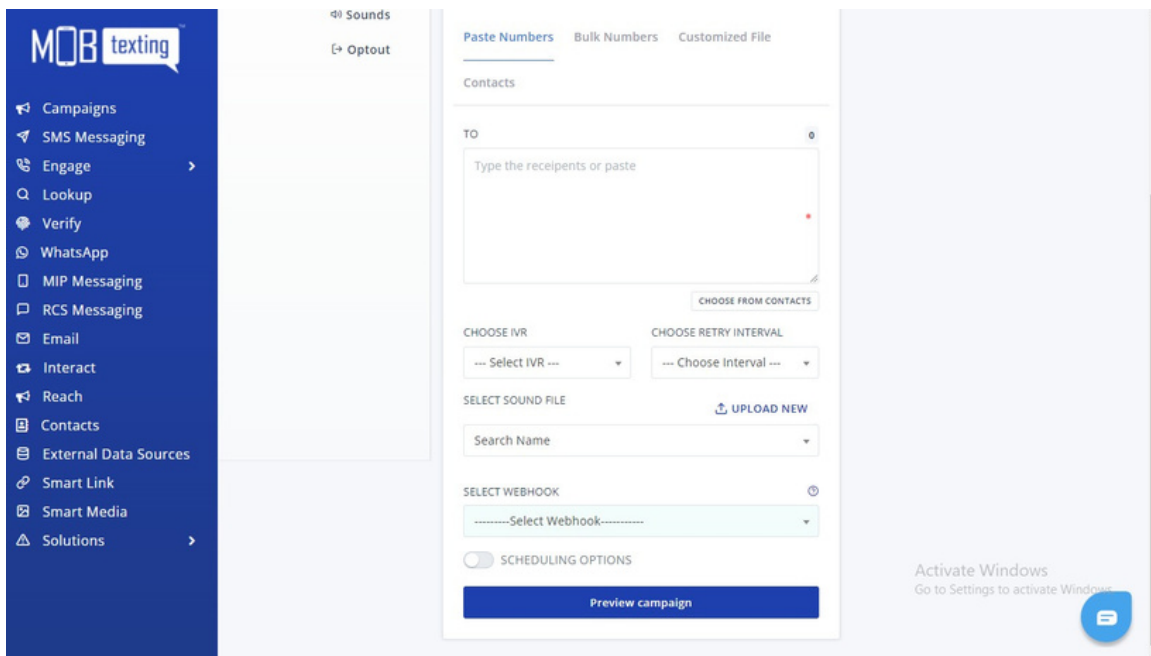 MOB texting
Campaigns
SMS Messaging
Engage
Lookup
Verify
WhatsApp
MIP Messaging
RCS Messaging
Email
Interact
Reach
Contacts
External Data Sources
Smart Link
Smart Media
Solutions
Sounds
Optout
Paste Numbers Bulk Numbers Customized File
Contacts
TO 0
Type the receipents or paste
*
CHOOSE FROM CONTACTS
CHOOSE IVR CHOOSE RETRY INTERVAL
--- Select IVR --- --- Choose Interval ---
SELECT SOUND FILE UPLOAD NEW
Search Name
SELECT WEBHOOK
---------Select Webhook-----------
SCHEDULING OPTIONS
Preview campaign
Activate Windows
Go to Settings to activate Windows.